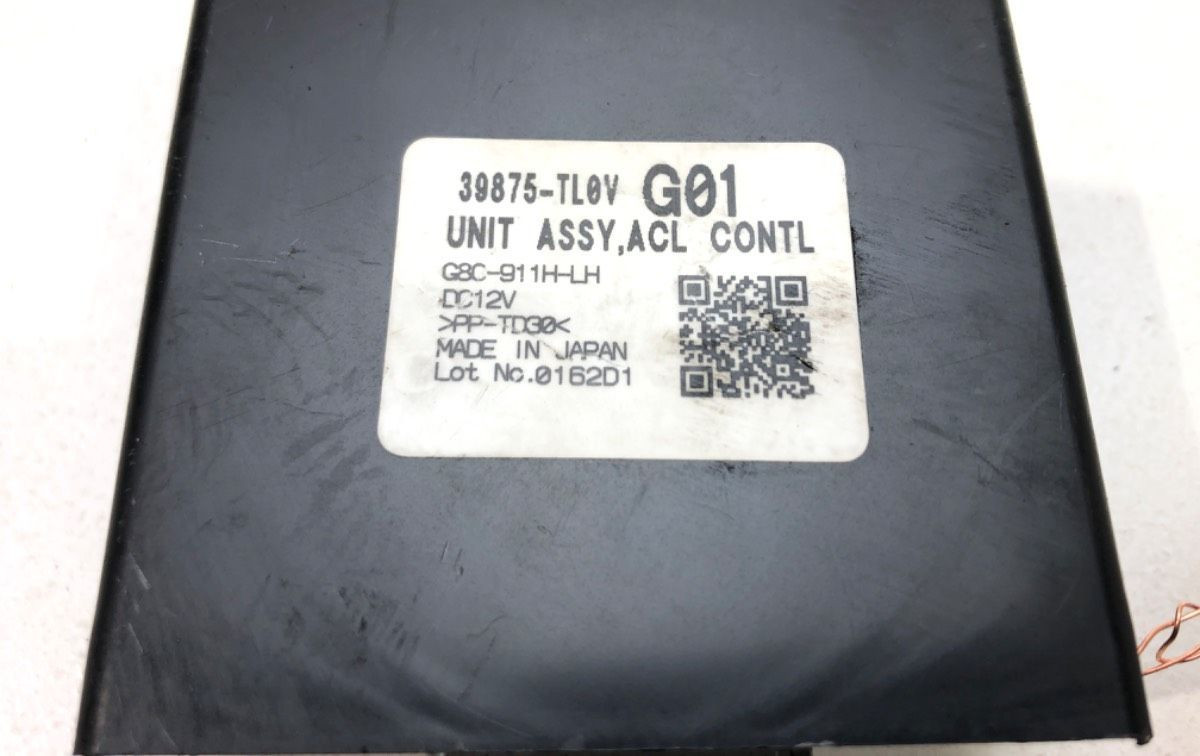 39875-TL0V G01
UNIT ASSY,ACL CONTL
G8C-911H-LH
DC12V
>PP-TD30<
MADE IN JAPAN
Lot No.0162D1